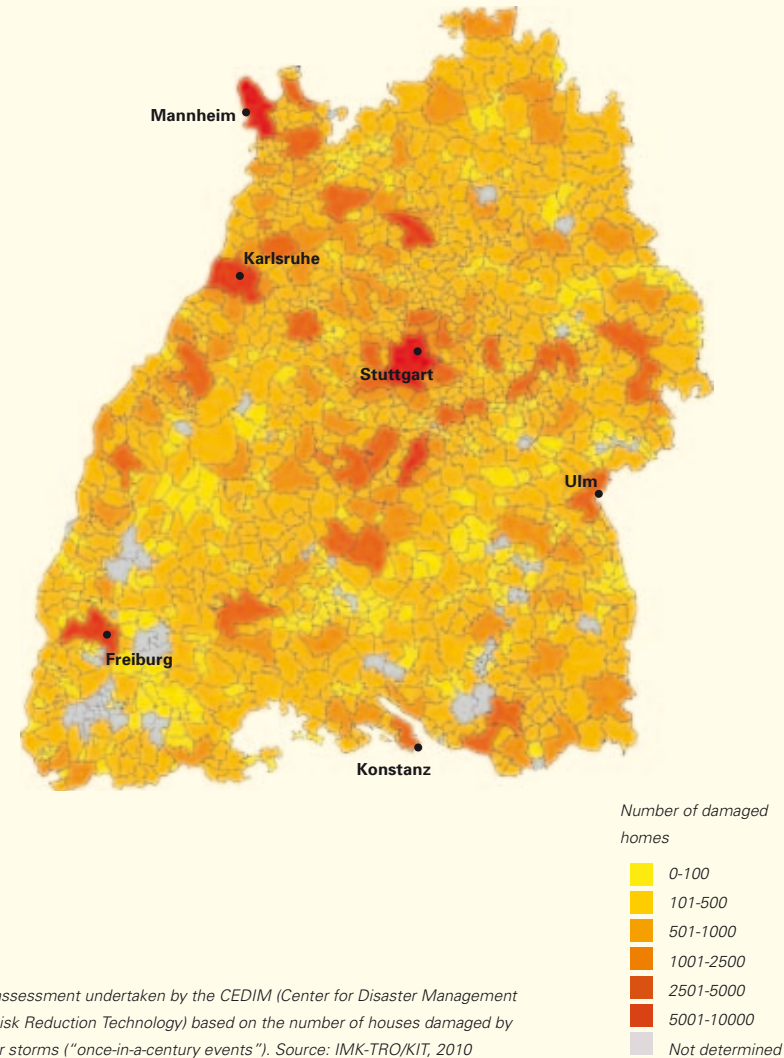 Mannheim
Karlsruhe
Stuttgart
Ulm
Freiburg
Konstanz
Number of damaged
homes
0-100
101-500
501-1000
1001-2500
2501-5000
5001-10000
Not determined
assessment undertaken by the CEDIM (Center for Disaster Management
isk Reduction Technology) based on the number of houses damaged by
r storms ("once-in-a-century events"). Source: IMK-TRO/KIT, 2010